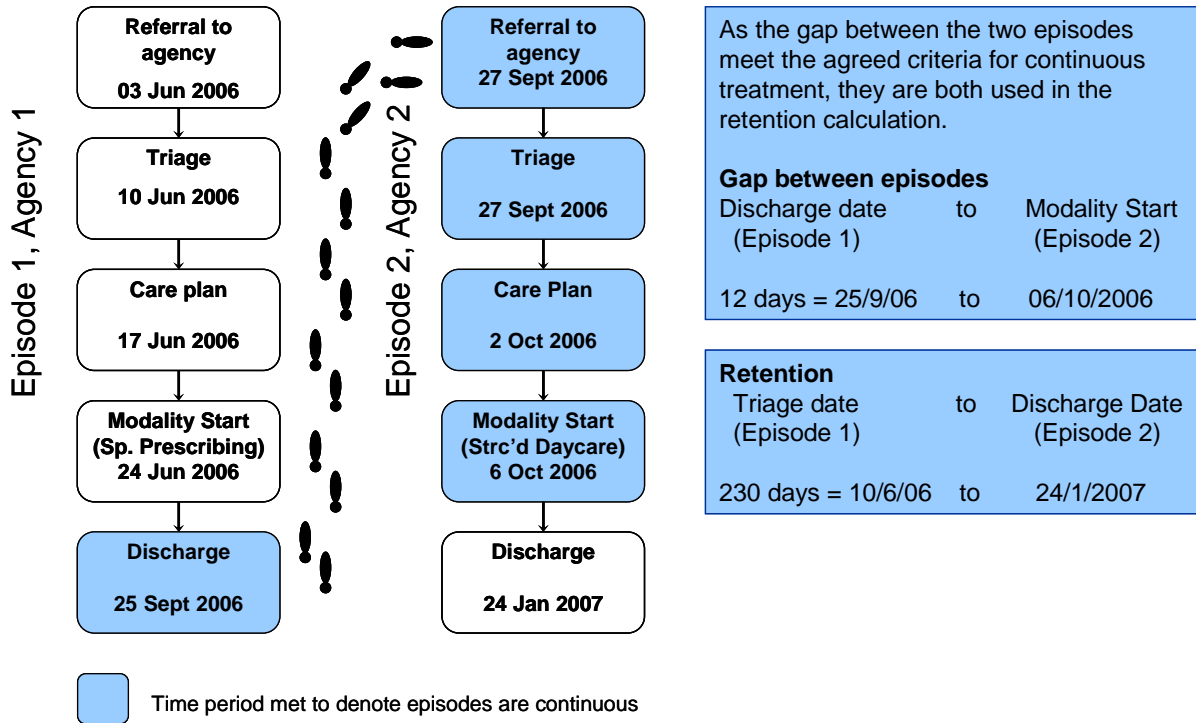 Episode 1, Agency 1
Referral to
agency
03 Jun 2006
Triage
10 Jun 2006
Care plan
17 Jun 2006
Modality Start
(Sp. Prescribing)
24 Jun 2006
Discharge
25 Sept 2006
Episode 2, Agency 2
Referral to
agency
27 Sept 2006
Triage
27 Sept 2006
Care Plan
2 Oct 2006
Modality Start
(Strc’d Daycare)
6 Oct 2006
Discharge
24 Jan 2007
As the gap between the two episodes
meet the agreed criteria for continuous
treatment, they are both used in the
retention calculation.
Gap between episodes
Discharge date to Modality Start
(Episode 1) (Episode 2)
12 days = 25/9/06 to 06/10/2006
Retention
Triage date to Discharge Date
(Episode 1) (Episode 2)
230 days = 10/6/06 to 24/1/2007
Time period met to denote episodes are continuous